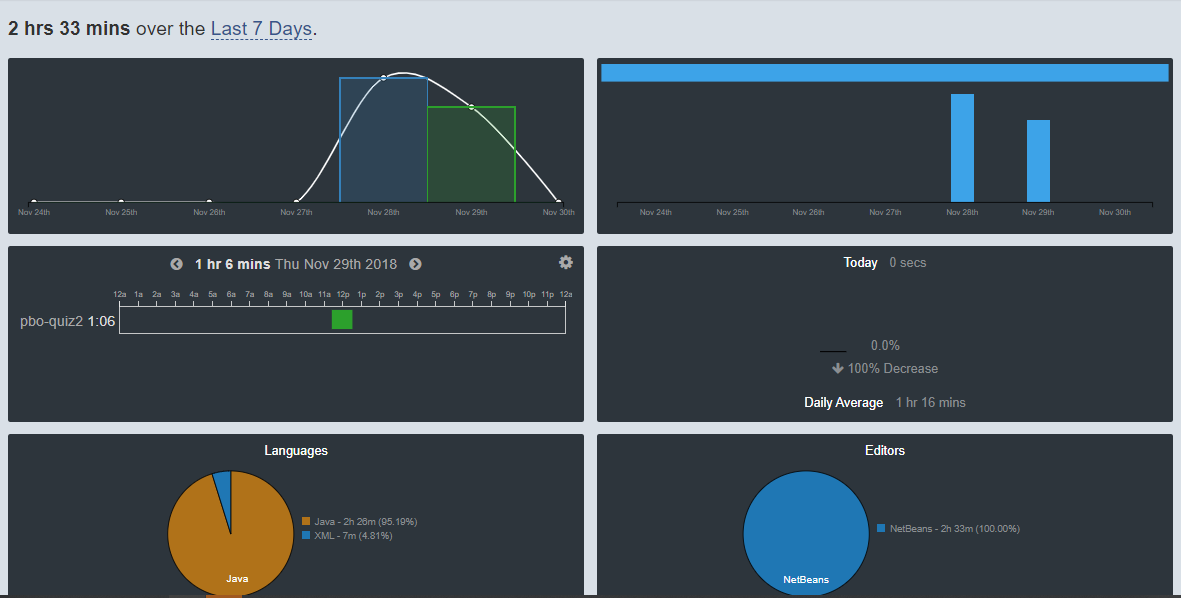 2 hrs 33 mins over the Last 7 Days.
Nov 24th Nov 25th Nov 26th Nov 27th Nov 28th Nov 29th Nov 30th
Nov 24th Nov 25th Nov 26th Nov 27th Nov 28th Nov 29th Nov 30th
1 hr 6 mins Thu Nov 29th 2018
12a 1a 2a 3a 4a 5a 6a 7a 8a 9a 10a 11a 12p 1p 2p 3p 4p 5p 6p 7p 8p 9p 10p 11p 12a
pbo-quiz2 1:06
Today 0 secs
0.0%
100% Decrease
Daily Average 1 hr 16 mins
Languages
Java - 2h 26m (95.19%)
XML - 7m (4.81%)
Java
Editors
NetBeans - 2h 33m (100.00%)
NetBeans